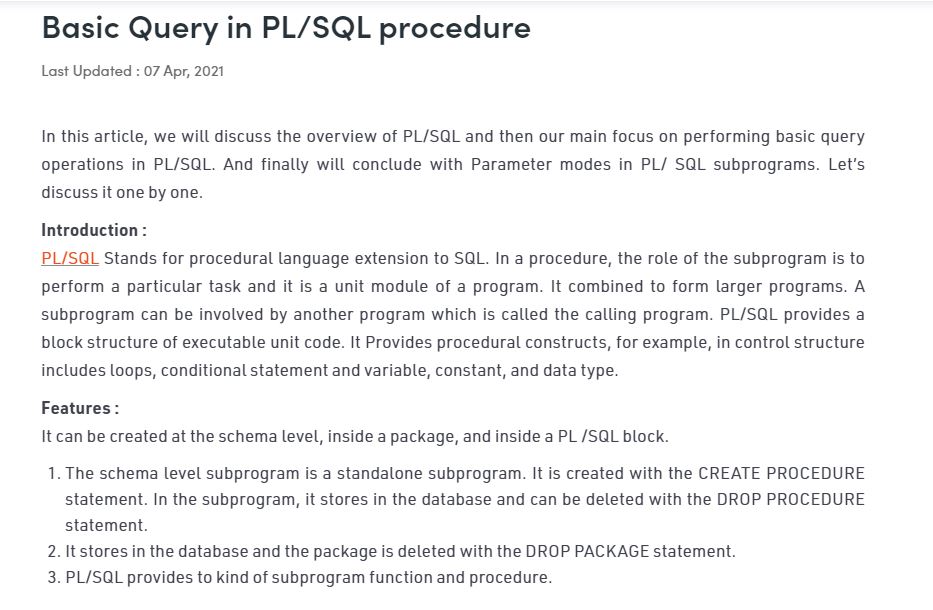 Basic Query in PL/SQL procedure
Last Updated : 07 Apr, 2021
In this article, we will discuss the overview of PL/SQL and then our main focus on performing basic query
operations in PL/SQL. And finally will conclude with Parameter modes in PL/ SQL subprograms. Let's
discuss it one by one.
Introduction :
PL/SQL Stands for procedural language extension to SQL. In a procedure, the role of the subprogram is to
perform a particular task and it is a unit module of a program. It combined to form larger programs. A
subprogram can be involved by another program which is called the calling program. PL/SQL provides a
block structure of executable unit code. It Provides procedural constructs, for example, in control structure
includes loops, conditional statement and variable, constant, and data type.
Features :
It can be created at the schema level, inside a package, and inside a PL /SQL block.
1. The schema level subprogram is a standalone subprogram. It is created with the CREATE PROCEDURE
statement. In the subprogram, it stores in the database and can be deleted with the DROP PROCEDURE
statement.
2. It stores in the database and the package is deleted with the DROP PACKAGE statement.
3. PL/SQL provides to kind of subprogram function and procedure.